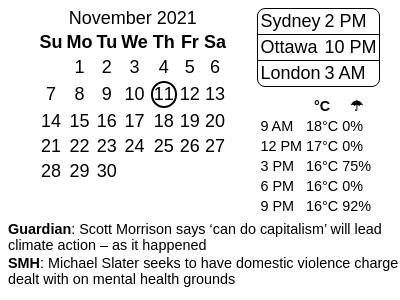 November 2021
Su Mo Tu We Th Fr Sa
1 2 3 4 5 6
7 8 9 10 11 12 13
14 15 16 17 18 19 20
21 22 23 24 25 26 27
28 29 30
Sydney 2 PM
Ottawa 10 PM
London 3 AM
°C ☂
9 AM 18°C 0%
12 PM 17°C 0%
3 PM 16°C 75%
6 PM 16°C 0%
9 PM 16°C 92%
Guardian: Scott Morrison says ‘can do capitalism’ will lead
climate action – as it happened
SMH: Michael Slater seeks to have domestic violence charge
dealt with on mental health grounds